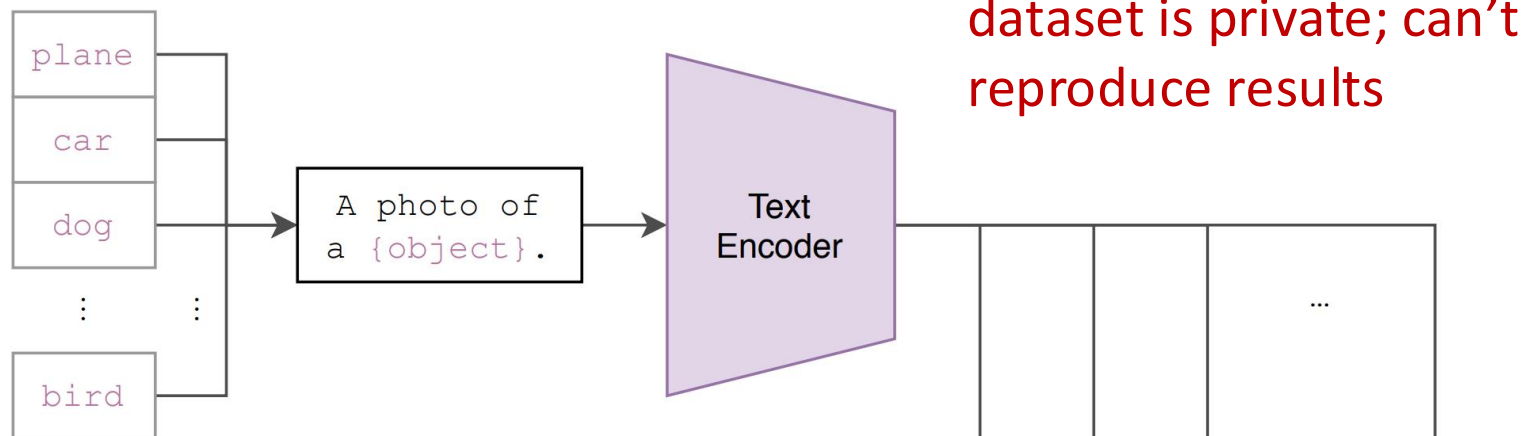 dataset is private; can't
reproduce results
plane
car
dog
⋮ ⋮
bird
A photo of
a {object}.
Text
Encoder
...